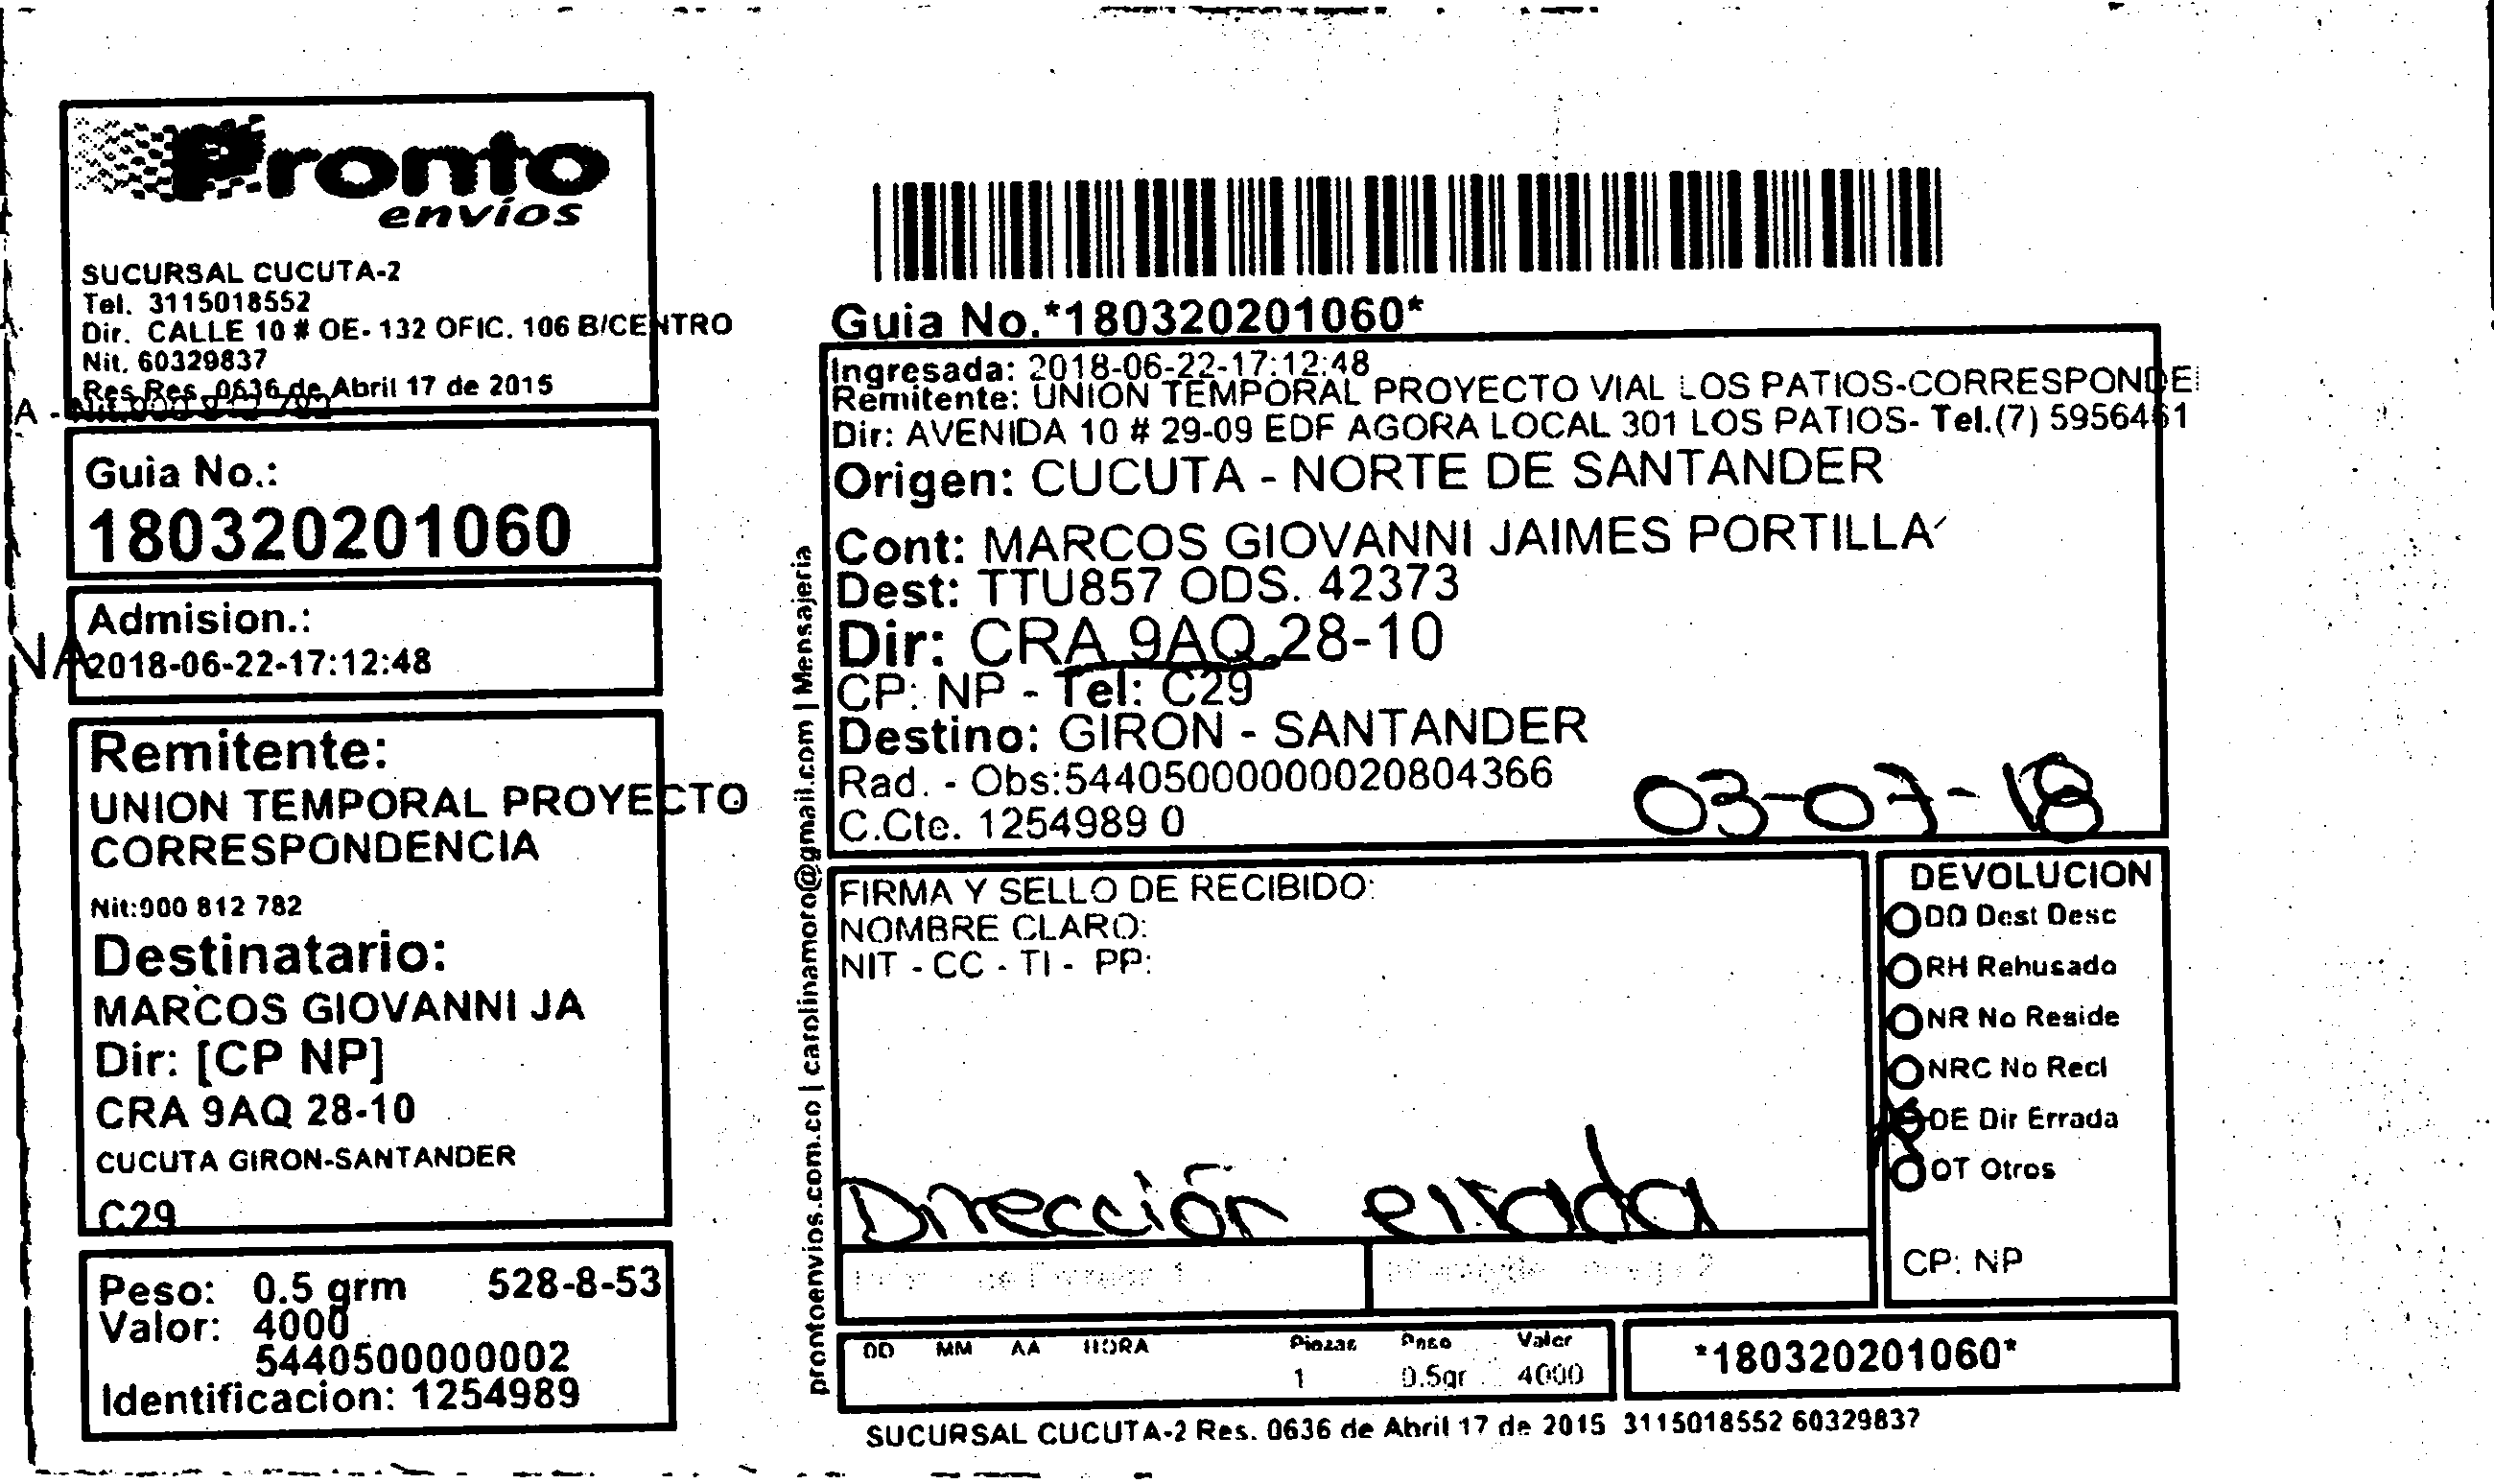 Pronto
envíos
SUCURSAL CUCUTA-2
Tel. 3115018552
Dir. CALLE 10 # OE- 132 OFIC. 106 B/CENTRO
Nit. 60329837
Res.Res. 0636 de Abril 17 de 2015
Guia No.:
180320201060
Admision.:
2018-06-22-17:12:48
Remitente:
UNION TEMPORAL PROYECTO
CORRESPONDENCIA
Nit:900 812 782
Destinatario:
MARCOS GIOVANNI JA
Dir: [CP NP]
CRA 9AQ 28-10
CUCUTA GIRON-SANTANDER
C29
Peso: 0.5 grm 528-8-53
Valor: 4000
5440500000002
Identificacion: 1254989
prontoenvios.com.co | carolinamoro@gmail.com | Mensajeria
Guia No.*180320201060*
Ingresada: 2018-06-22-17:12:48
Remitente: UNION TEMPORAL PROYECTO VIAL LOS PATIOS-CORRESPONDE
Dir: AVENIDA 10 # 29-09 EDF AGORA LOCAL 301 LOS PATIOS- Tel.(7) 5956461
Origen: CUCUTA - NORTE DE SANTANDER
Cont: MARCOS GIOVANNI JAIMES PORTILLA
Dest: TTU857 ODS. 42373
Dir: CRA 9AQ 28-10
CP: NP - Tel: C29
Destino: GIRON - SANTANDER
Rad. - Obs:544050000000020804366
C.Cte. 1254989 0
03-07-18
FIRMA Y SELLO DE RECIBIDO:
NOMBRE CLARO:
NIT - CC - TI - PP:
Dirección errada
DEVOLUCION
DD Dest Desc
RH Rehusado
NR No Reside
NRC No Recl
DE Dir Errada
OT Otros
CP: NP
DD MM AA HORA Piezas Peso Valor
1 0.5gr 4000
*180320201060*
SUCURSAL CUCUTA-2 Res. 0636 de Abril 17 de 2015 3115018552 60329837